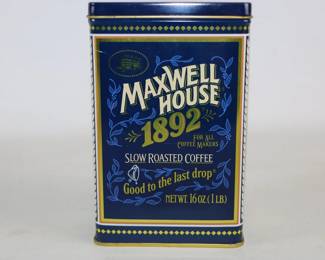 MAXWELL
HOUSE
1892
FOR ALL
COFFEE MAKERS
SLOW ROASTED COFFEE
Good to the last drop®
NET WT. 16 OZ. (1 LB)